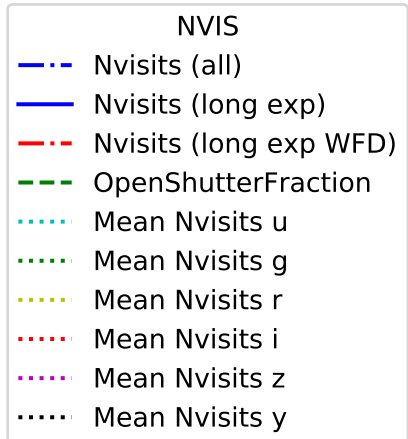 NVIS
Nvisits (all)
Nvisits (long exp)
Nvisits (long exp WFD)
OpenShutterFraction
Mean Nvisits u
Mean Nvisits g
Mean Nvisits r
Mean Nvisits i
Mean Nvisits z
Mean Nvisits y